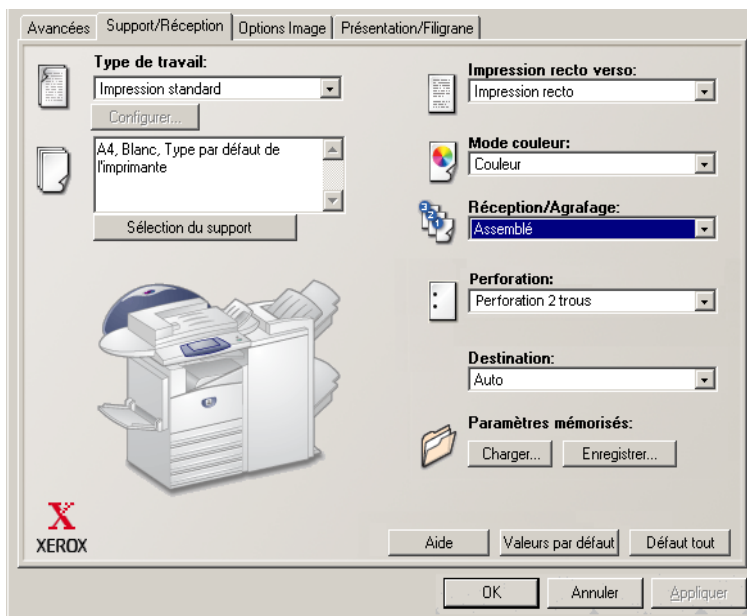 Avancées
Support/Réception
Options Image
Présentation/Filigrane
Type de travail:
Impression standard
Configurer...
A4, Blanc, Type par défaut de
l'imprimante
Sélection du support
Impression recto verso:
Impression recto
Mode couleur:
Couleur
Réception/Agrafage:
Assemblé
Perforation:
Perforation 2 trous
Destination:
Auto
Paramètres mémorisés:
Charger...
Enregistrer...
X
XEROX
Aide
Valeurs par défaut
Défaut tout
OK
Annuler
Appliquer